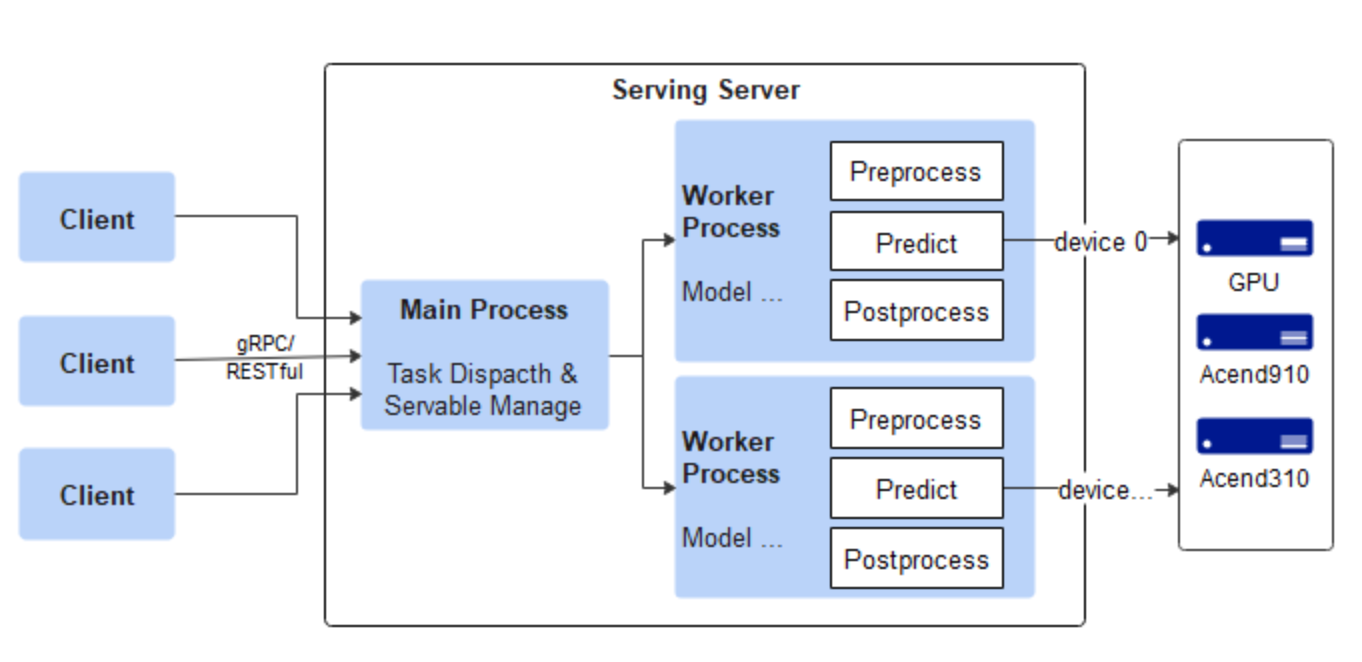 Serving Server
Client
Client
Client
gRPC/
RESTful
Main Process
Task Dispacth &
Servable Manage
Worker
Process
Model ...
Preprocess
Predict
Postprocess
Worker
Process
Model ...
Preprocess
Predict
Postprocess
device 0
device...
GPU
Acend910
Acend310